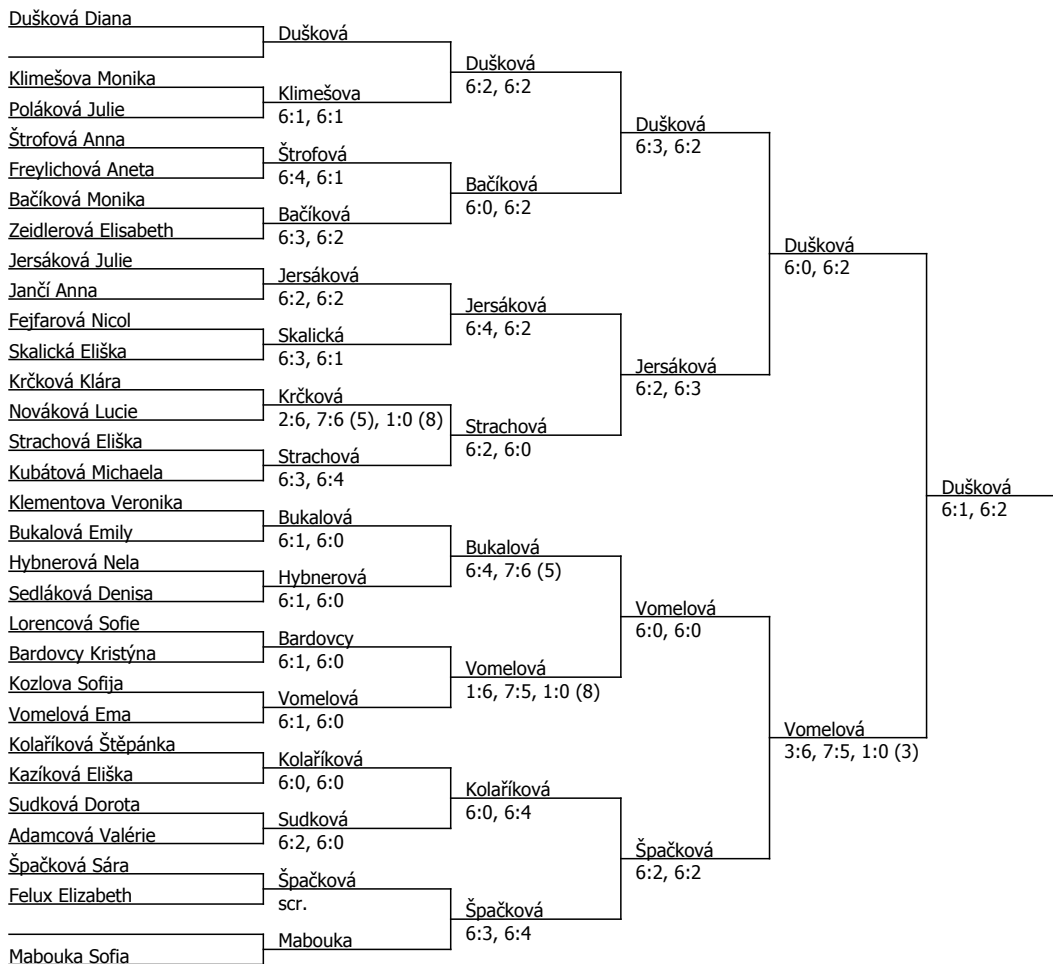 Dušková Diana
Klimešova Monika
Poláková Julie
Štrofová Anna
Freylichová Aneta
Bačíková Monika
Zeidlerová Elisabeth
Jersáková Julie
Jančí Anna
Fejfarová Nicol
Skalická Eliška
Krčková Klára
Nováková Lucie
Strachová Eliška
Kubátová Michaela
Klementova Veronika
Bukalová Emily
Hybnerová Nela
Sedláková Denisa
Lorencová Sofie
Bardovcy Kristýna
Kozlova Sofija
Vomelová Ema
Kolaříková Štěpánka
Kazíková Eliška
Sudková Dorota
Adamcová Valérie
Špačková Sára
Felux Elizabeth
Mabouka Sofia
Dušková
Klimešova
6:1, 6:1
Štrofová
6:4, 6:1
Bačíková
6:3, 6:2
Jersáková
6:2, 6:2
Skalická
6:3, 6:1
Krčková
2:6, 7:6 (5), 1:0 (8)
Strachová
6:3, 6:4
Bukalová
6:1, 6:0
Hybnerová
6:1, 6:0
Bardovcy
6:1, 6:0
Vomelová
6:1, 6:0
Kolaříková
6:0, 6:0
Sudková
6:2, 6:0
Špačková
scr.
Mabouka
Dušková
6:2, 6:2
Bačíková
6:0, 6:2
Jersáková
6:4, 6:2
Strachová
6:2, 6:0
Bukalová
6:4, 7:6 (5)
Vomelová
1:6, 7:5, 1:0 (8)
Kolaříková
6:0, 6:4
Špačková
6:3, 6:4
Dušková
6:3, 6:2
Jersáková
6:2, 6:3
Vomelová
6:0, 6:0
Špačková
6:2, 6:2
Dušková
6:0, 6:2
Vomelová
3:6, 7:5, 1:0 (3)
Dušková
6:1, 6:2